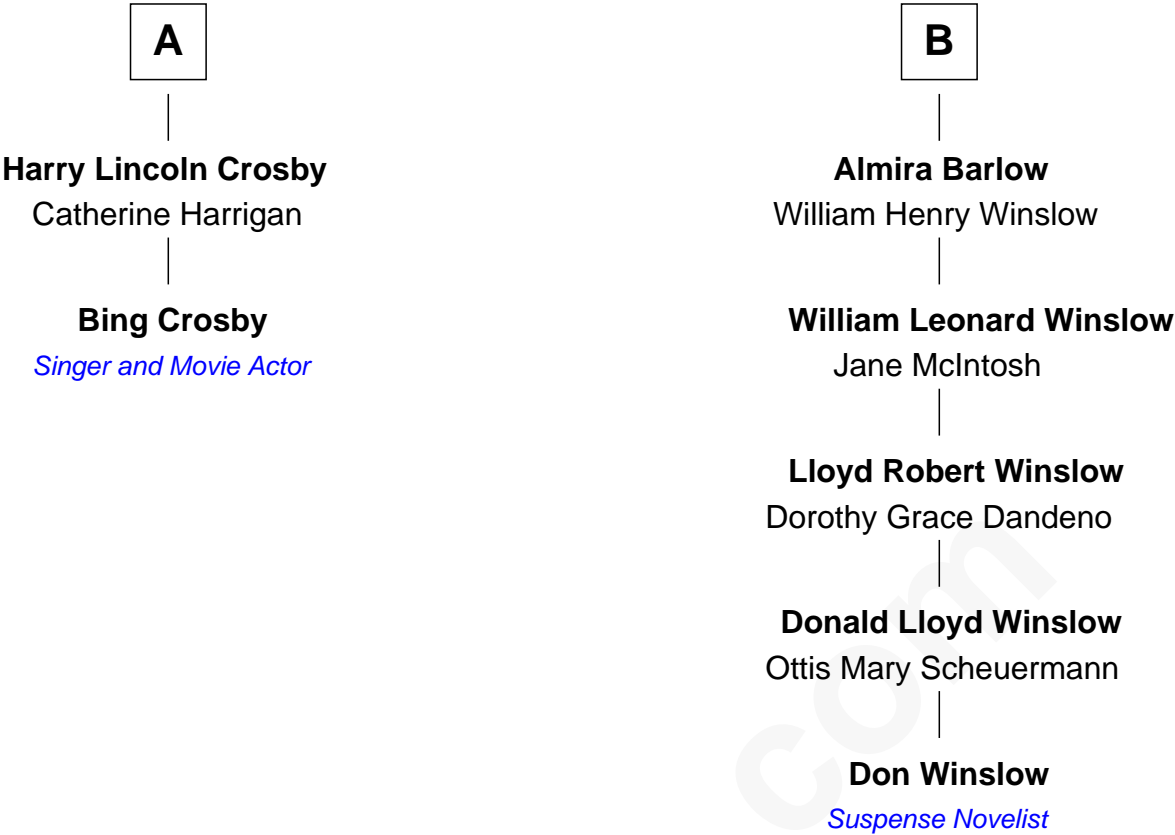 A
Harry Lincoln Crosby
Catherine Harrigan
Bing Crosby
Singer and Movie Actor
B
Almira Barlow
William Henry Winslow
William Leonard Winslow
Jane McIntosh
Lloyd Robert Winslow
Dorothy Grace Dandeno
Donald Lloyd Winslow
Ottis Mary Scheuermann
Don Winslow
Suspense Novelist
com